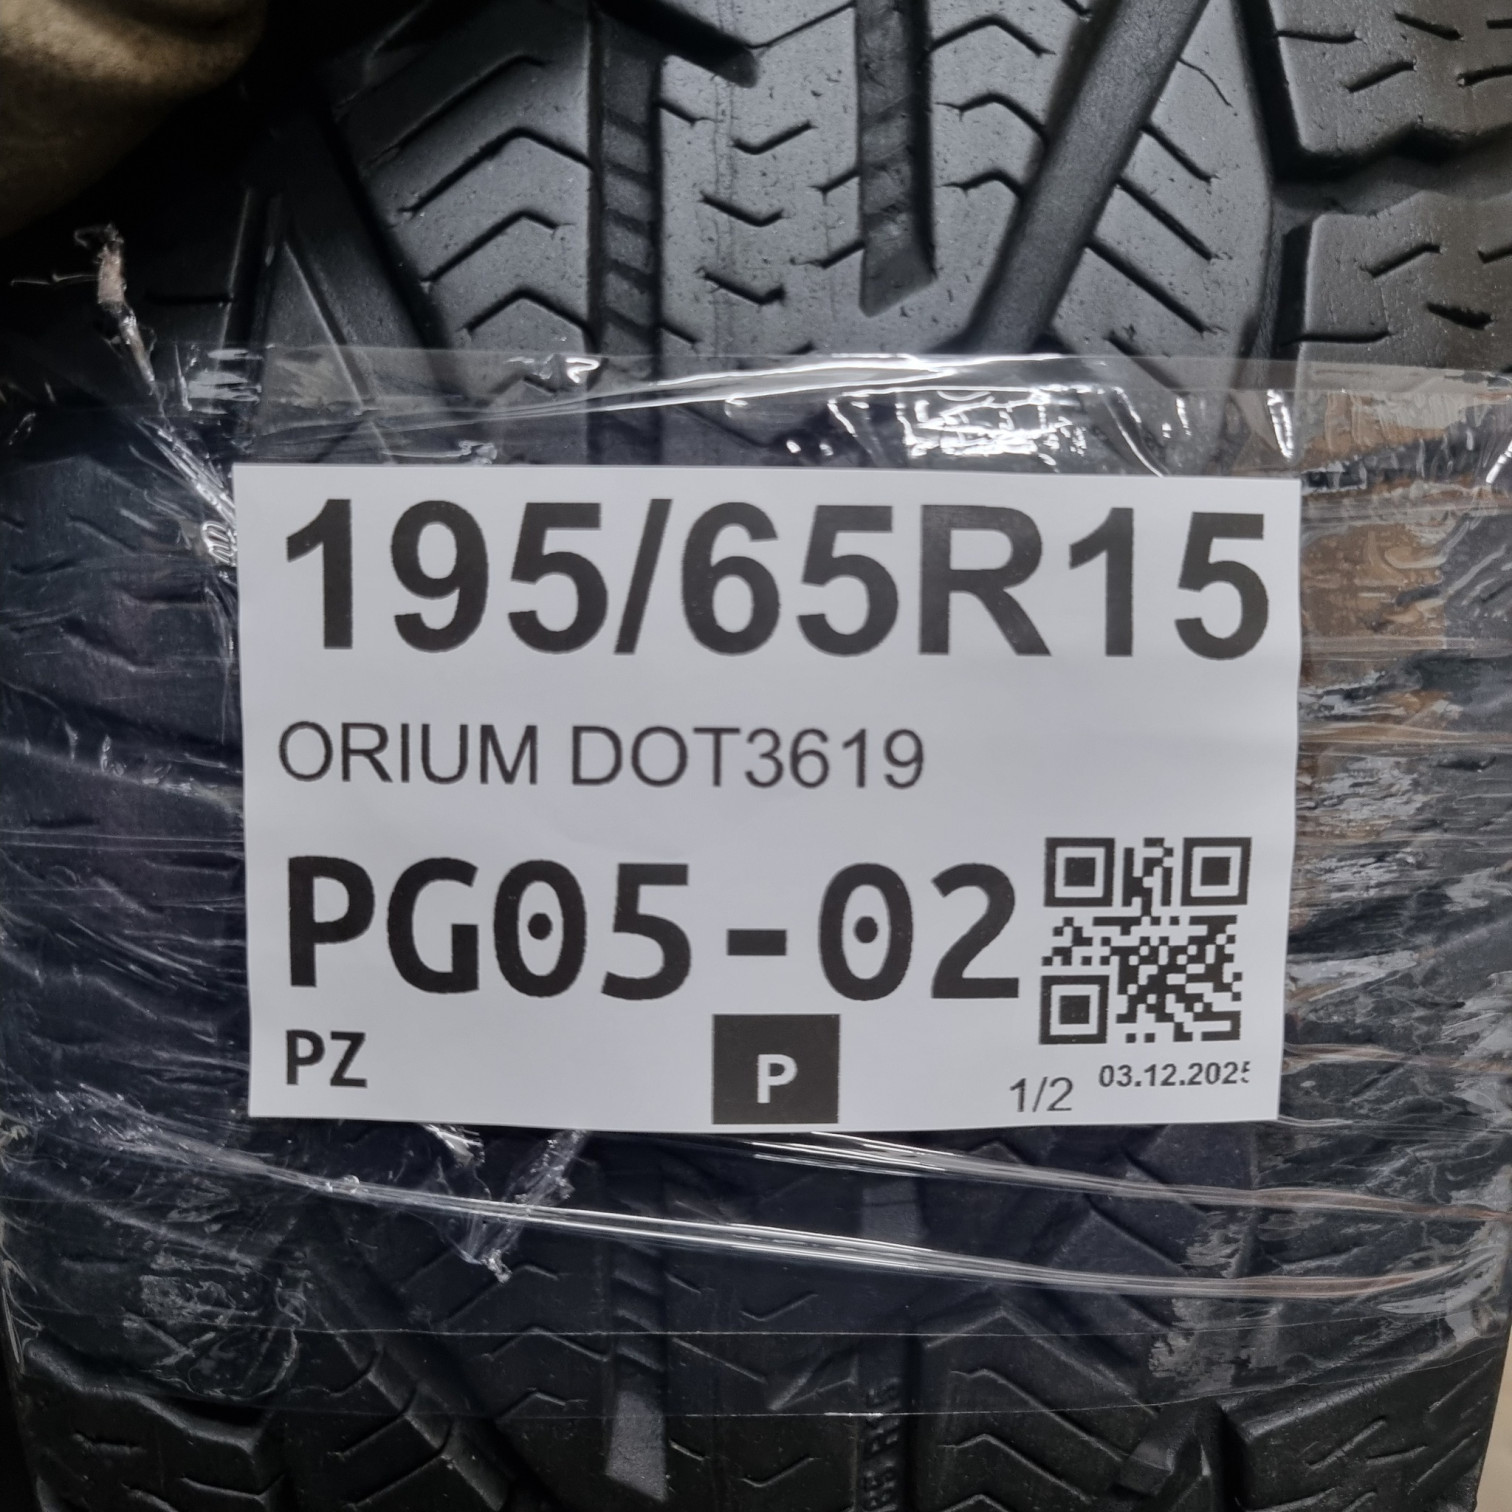 195/65R15
ORIUM DOT3619
PG05-02
PZ
P
1/2
03.12.2025